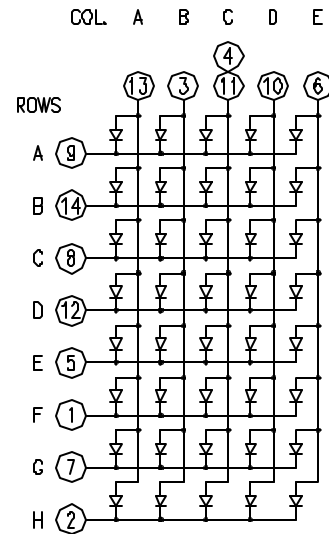 COL. A B C D E
4
13 3 11 10 6
ROWS
A 9
B 14
C 8
D 12
E 5
F 1
G 7
H 2